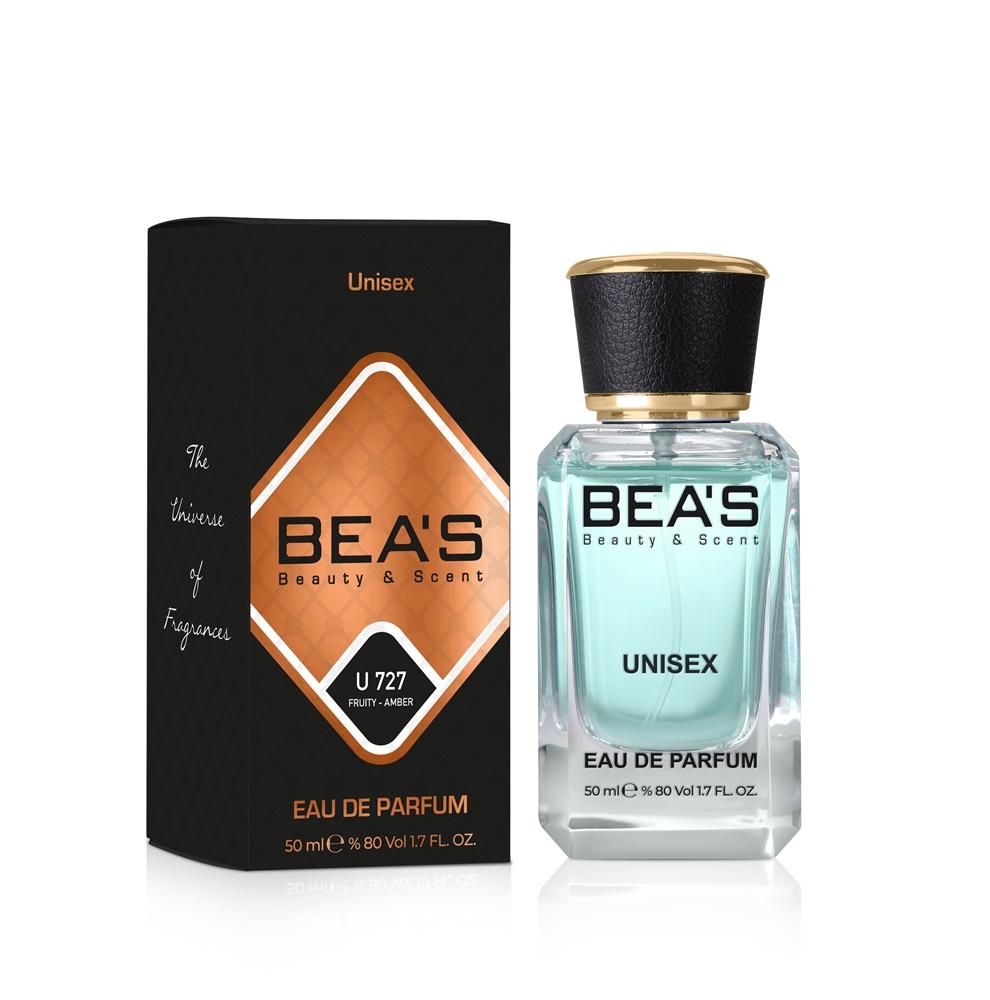 The
Universe
of
Fragrances
Unisex
BEA'S
Beauty & Scent
U 727
FRUITY - AMBER
EAU DE PARFUM
50 ml ℮ % 80 Vol 1.7 FL. OZ.
BEA'S
Beauty & Scent
UNISEX
EAU DE PARFUM
50 ml ℮ % 80 Vol 1.7 FL. OZ.